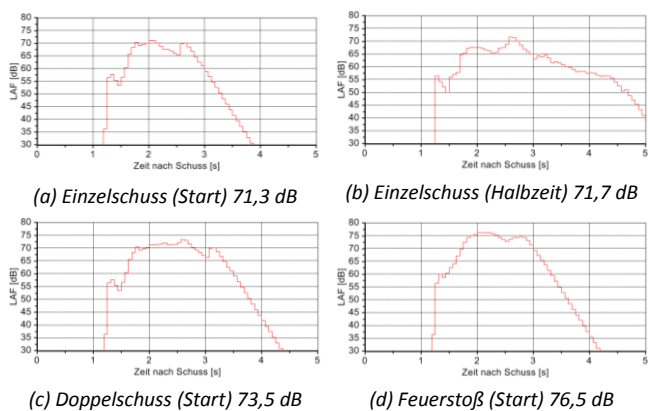 80
75
70
65
60
55
50
45
40
35
30
LAF [dB]
0 1 2 3 4 5
Zeit nach Schuss [s]
(a) Einzelschuss (Start) 71,3 dB
80
75
70
65
60
55
50
45
40
35
30
LAF [dB]
0 1 2 3 4 5
Zeit nach Schuss [s]
(b) Einzelschuss (Halbzeit) 71,7 dB
80
75
70
65
60
55
50
45
40
35
30
LAF [dB]
0 1 2 3 4 5
Zeit nach Schuss [s]
(c) Doppelschuss (Start) 73,5 dB
80
75
70
65
60
55
50
45
40
35
30
LAF [dB]
0 1 2 3 4 5
Zeit nach Schuss [s]
(d) Feuerstoß (Start) 76,5 dB